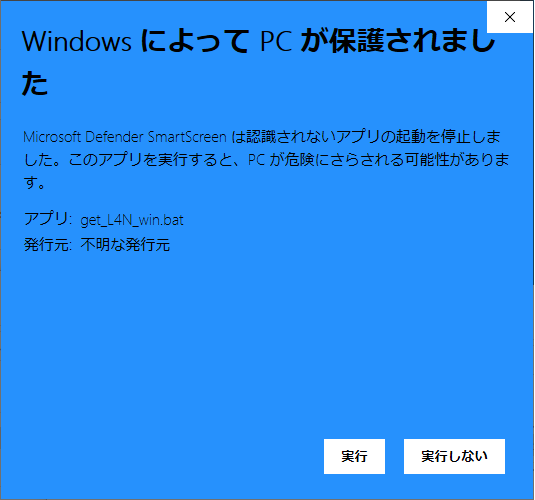 Windows によって PC が保護されまし
た
Microsoft Defender SmartScreen は認識されないアプリの起動を停止しま
した。このアプリを実行すると、PC が危険にさらされる可能性がありま
す。
アプリ: get_L4N_win.bat
発行元: 不明な発行元
実行 実行しない